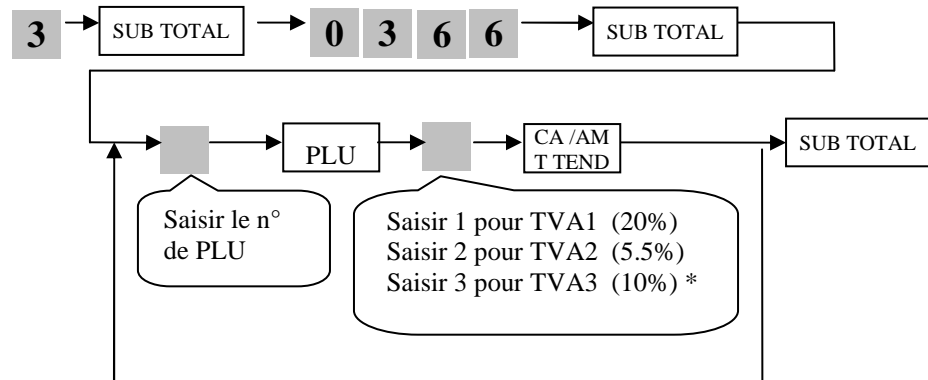 3 SUB TOTAL 0 3 6 6 SUB TOTAL
PLU CA /AM
T TEND SUB TOTAL
Saisir le n°
de PLU
Saisir 1 pour TVA1 (20%)
Saisir 2 pour TVA2 (5.5%)
Saisir 3 pour TVA3 (10%) *